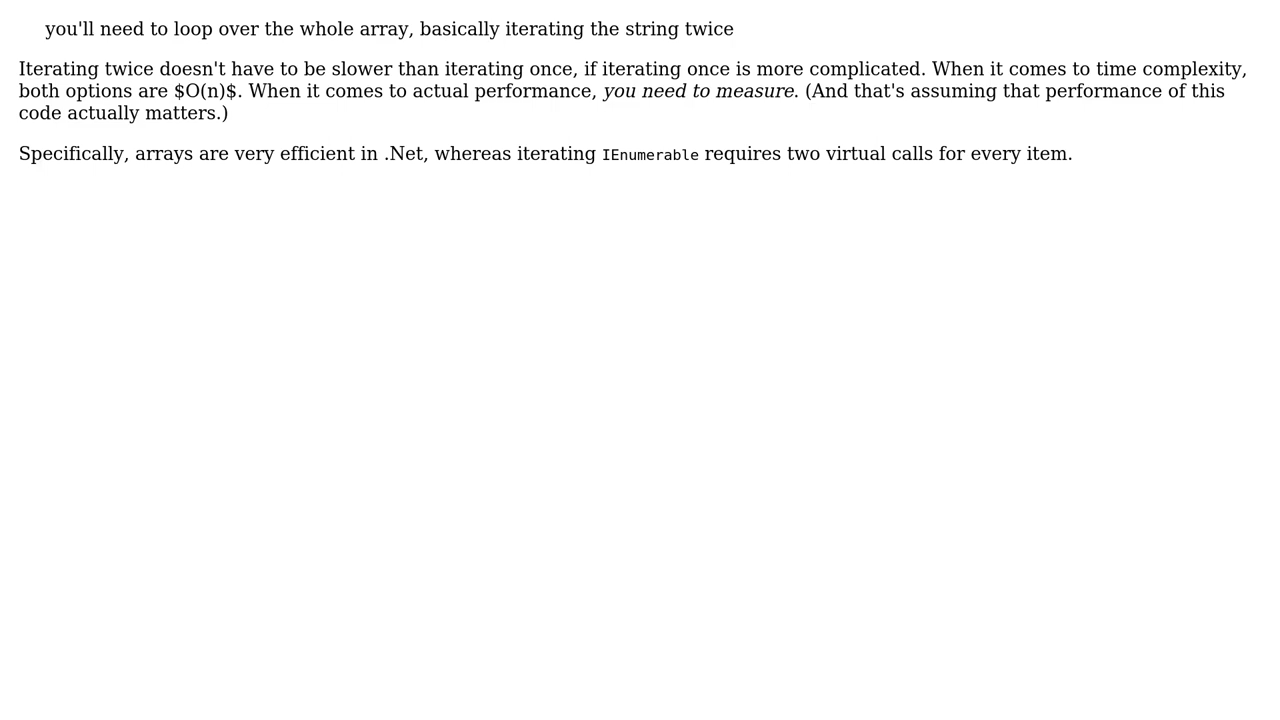 you'll need to loop over the whole array, basically iterating the string twice
Iterating twice doesn't have to be slower than iterating once, if iterating once is more complicated. When it comes to time complexity,
both options are $O(n)$. When it comes to actual performance, you need to measure. (And that's assuming that performance of this
code actually matters.)
Specifically, arrays are very efficient in .Net, whereas iterating IEnumerable requires two virtual calls for every item.